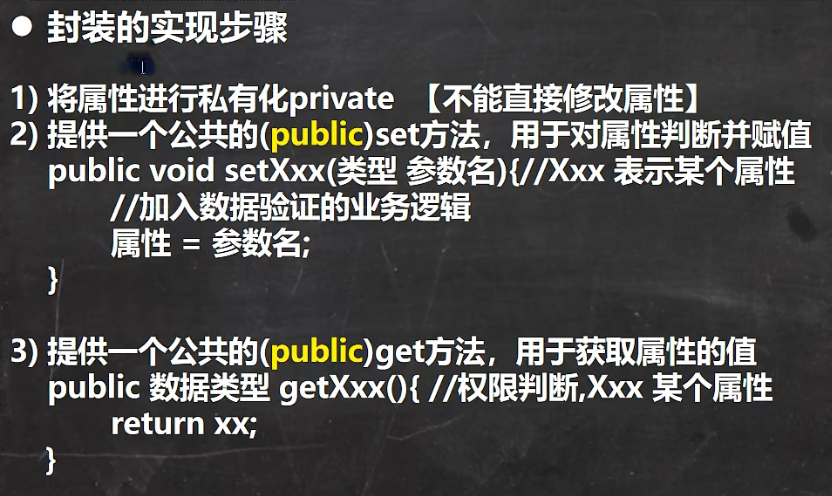 ● 封装的实现步骤
1) 将属性进行私有化private 【不能直接修改属性】
2) 提供一个公共的(public)set方法，用于对属性判断并赋值
public void setXxx(类型 参数名){//Xxx 表示某个属性
//加入数据验证的业务逻辑
属性 = 参数名;
}
3) 提供一个公共的(public)get方法，用于获取属性的值
public 数据类型 getXxx(){ //权限判断,Xxx 某个属性
return xx;
}